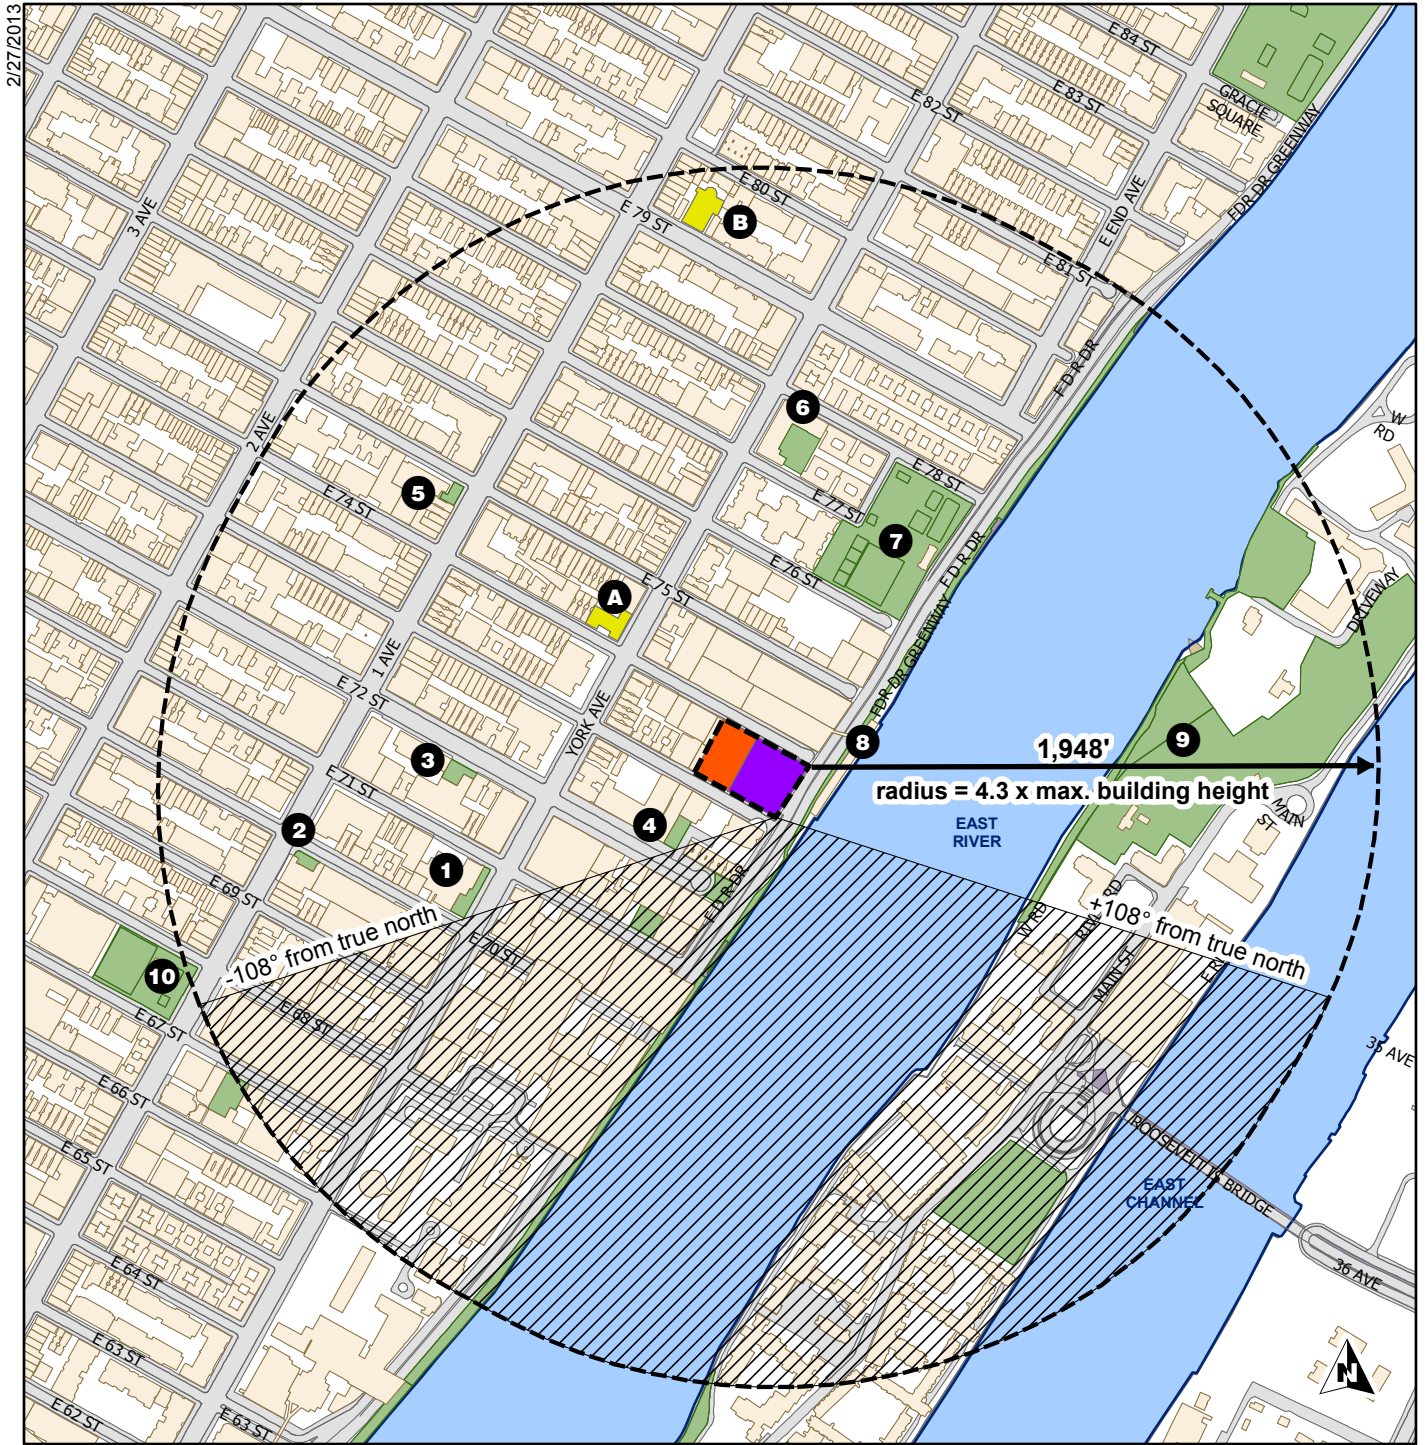 2/27/2013
E 84 ST
E 83 ST
E 82 ST
GRACIE
SQUARE
FDR DR GREENWAY
E 80 ST
E 79 ST
B
3 AVE
E END AVE
E 81 ST
F D R DR
2 AVE
6
W
RD
5
E 74 ST
E 78 ST
E 77 ST
7
E 76 ST
F D R DR
DRIVEWAY
A
E 75 ST
FDR DR GREENWAY
1 AVE
E 72 ST
YORK AVE
8
9
1,948'
radius = 4.3 x max. building height
3
E 71 ST
2
4
EAST
RIVER
MAIN
ST
1
F D R DR
E 69 ST
-108° from true north
+108° from true north
W RD
E 70 ST
MAIN ST
10
E 67 ST
E 68 ST
35 AVE
E 66 ST
ROOSEVELT IS BRIDGE
E 65 ST
EAST
CHANNEL
E 64 ST
36 AVE
E 63 ST
E 62 ST
E 63 ST
N